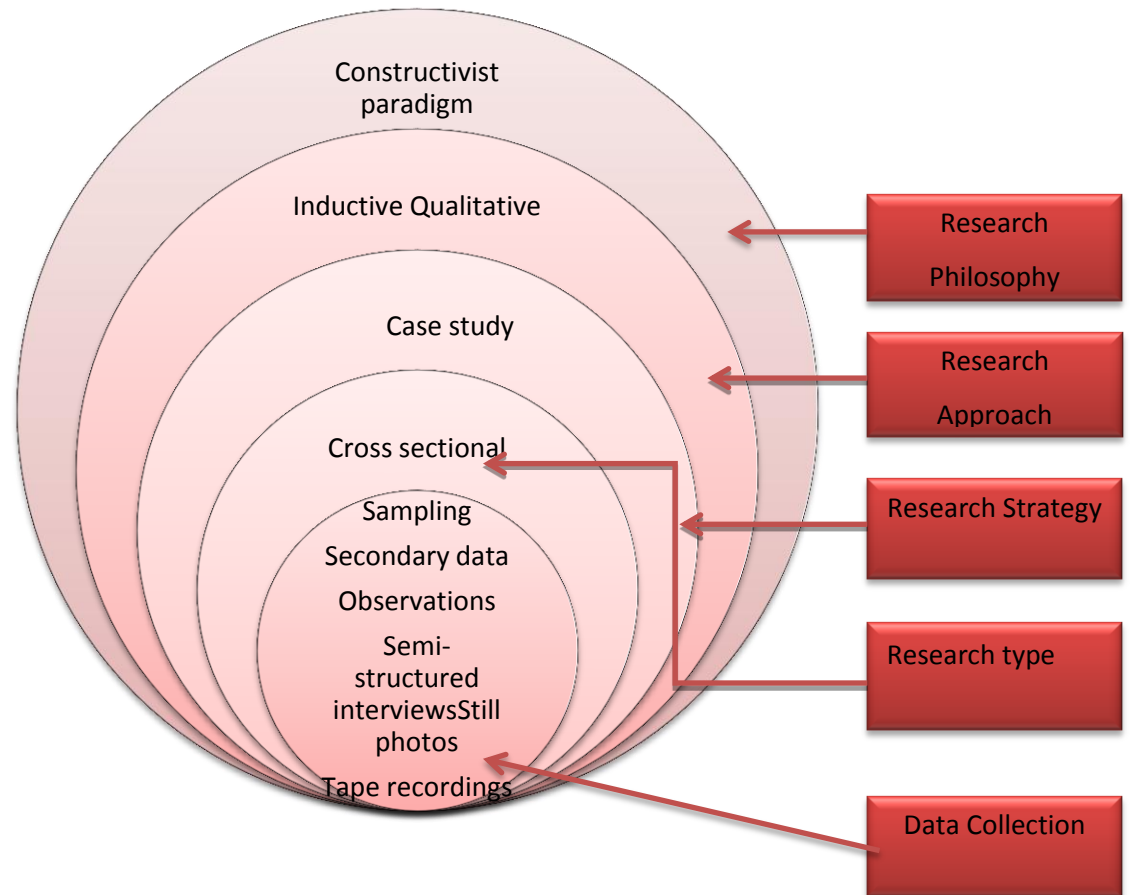 Constructivist
paradigm
Inductive Qualitative
Case study
Cross sectional
Sampling
Secondary data
Observations
Semi-
structured
interviewsStill
photos
Tape recordings
Research
Philosophy
Research
Approach
Research Strategy
Research type
Data Collection